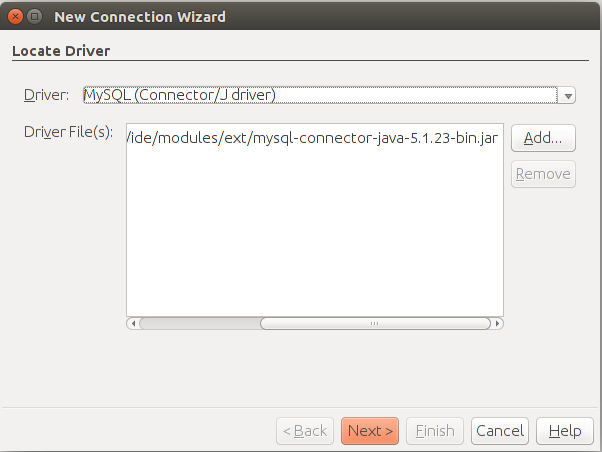 New Connection Wizard
Locate Driver
Driver: MySQL (Connector/J driver)
Driver File(s): /ide/modules/ext/mysql-connector-java-5.1.23-bin.jar
Add...
Remove
< Back Next > Finish Cancel Help